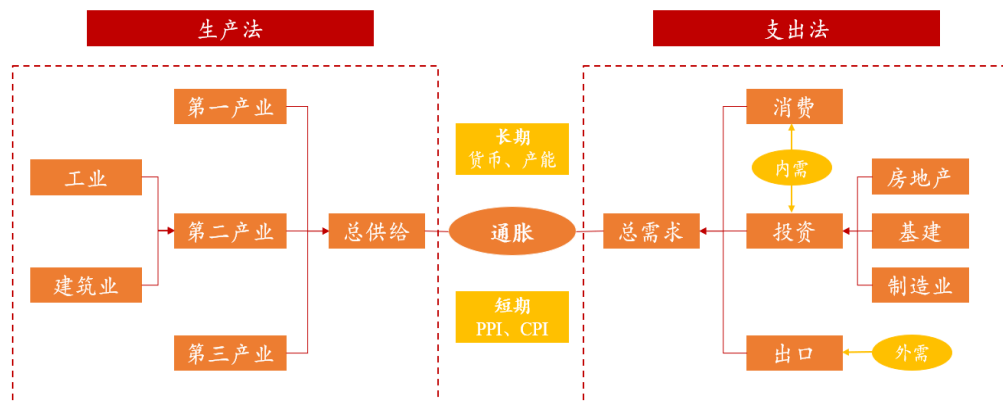 生产法
支出法
第一产业
工业
第二产业
建筑业
第三产业
总供给
长期
货币、产能
通胀
短期
PPI、CPI
总需求
消费
内需
投资
出口
外需
房地产
基建
制造业